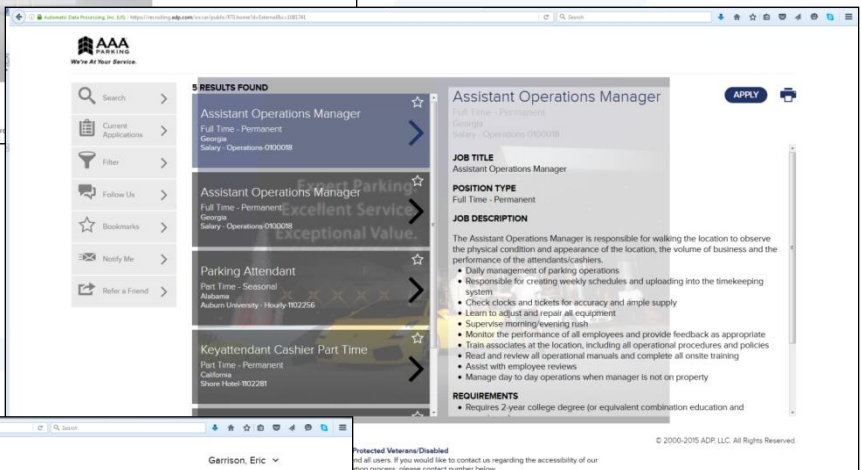 Automatic Data Processing, Inc. (US)
Search
AAA
PARKING
We're At Your Service.
Search
Current
Applications
Filter
Follow Us
Bookmarks
Notify Me
Refer a Friend
5 RESULTS FOUND
Assistant Operations Manager
Full Time - Permanent
Georgia
Salary - Operations-0100018
Assistant Operations Manager
Full Time - Permanent
Georgia
Salary - Operations-0100018
Expert Parking.
Excellent Service.
Exceptional Value.
Parking Attendant
Part Time - Seasonal
Alabama
Auburn University - Hourly-1102256
Keyattendant Cashier Part Time
Part Time - Permanent
California
Shore Hotel-1102281
Assistant Operations Manager
Full Time - Permanent
Georgia
Salary - Operations-0100018
APPLY
JOB TITLE
Assistant Operations Manager
POSITION TYPE
Full Time - Permanent
JOB DESCRIPTION
The Assistant Operations Manager is responsible for walking the location to observe
the physical condition and appearance of the location, the volume of business and the
performance of the attendants/cashiers.
• Daily management of parking operations
• Responsible for creating weekly schedules and uploading into the timekeeping
system
• Check clocks and tickets for accuracy and ample supply
• Learn to adjust and repair all equipment
• Supervise morning/evening rush
• Monitor the performance of all employees and provide feedback as appropriate
• Train associates at the location, including all operational procedures and policies
• Read and review all operational manuals and complete all onsite training
• Assist with employee reviews
• Manage day to day operations when manager is not on property
REQUIREMENTS
• Requires 2-year college degree (or equivalent combination education and
© 2000-2015 ADP, LLC. All Rights Reserved.
Search
Garrison, Eric
Protected Veterans/Disabled
nd all users. If you would like to contact us regarding the accessibility of our
ation process, please contact number below